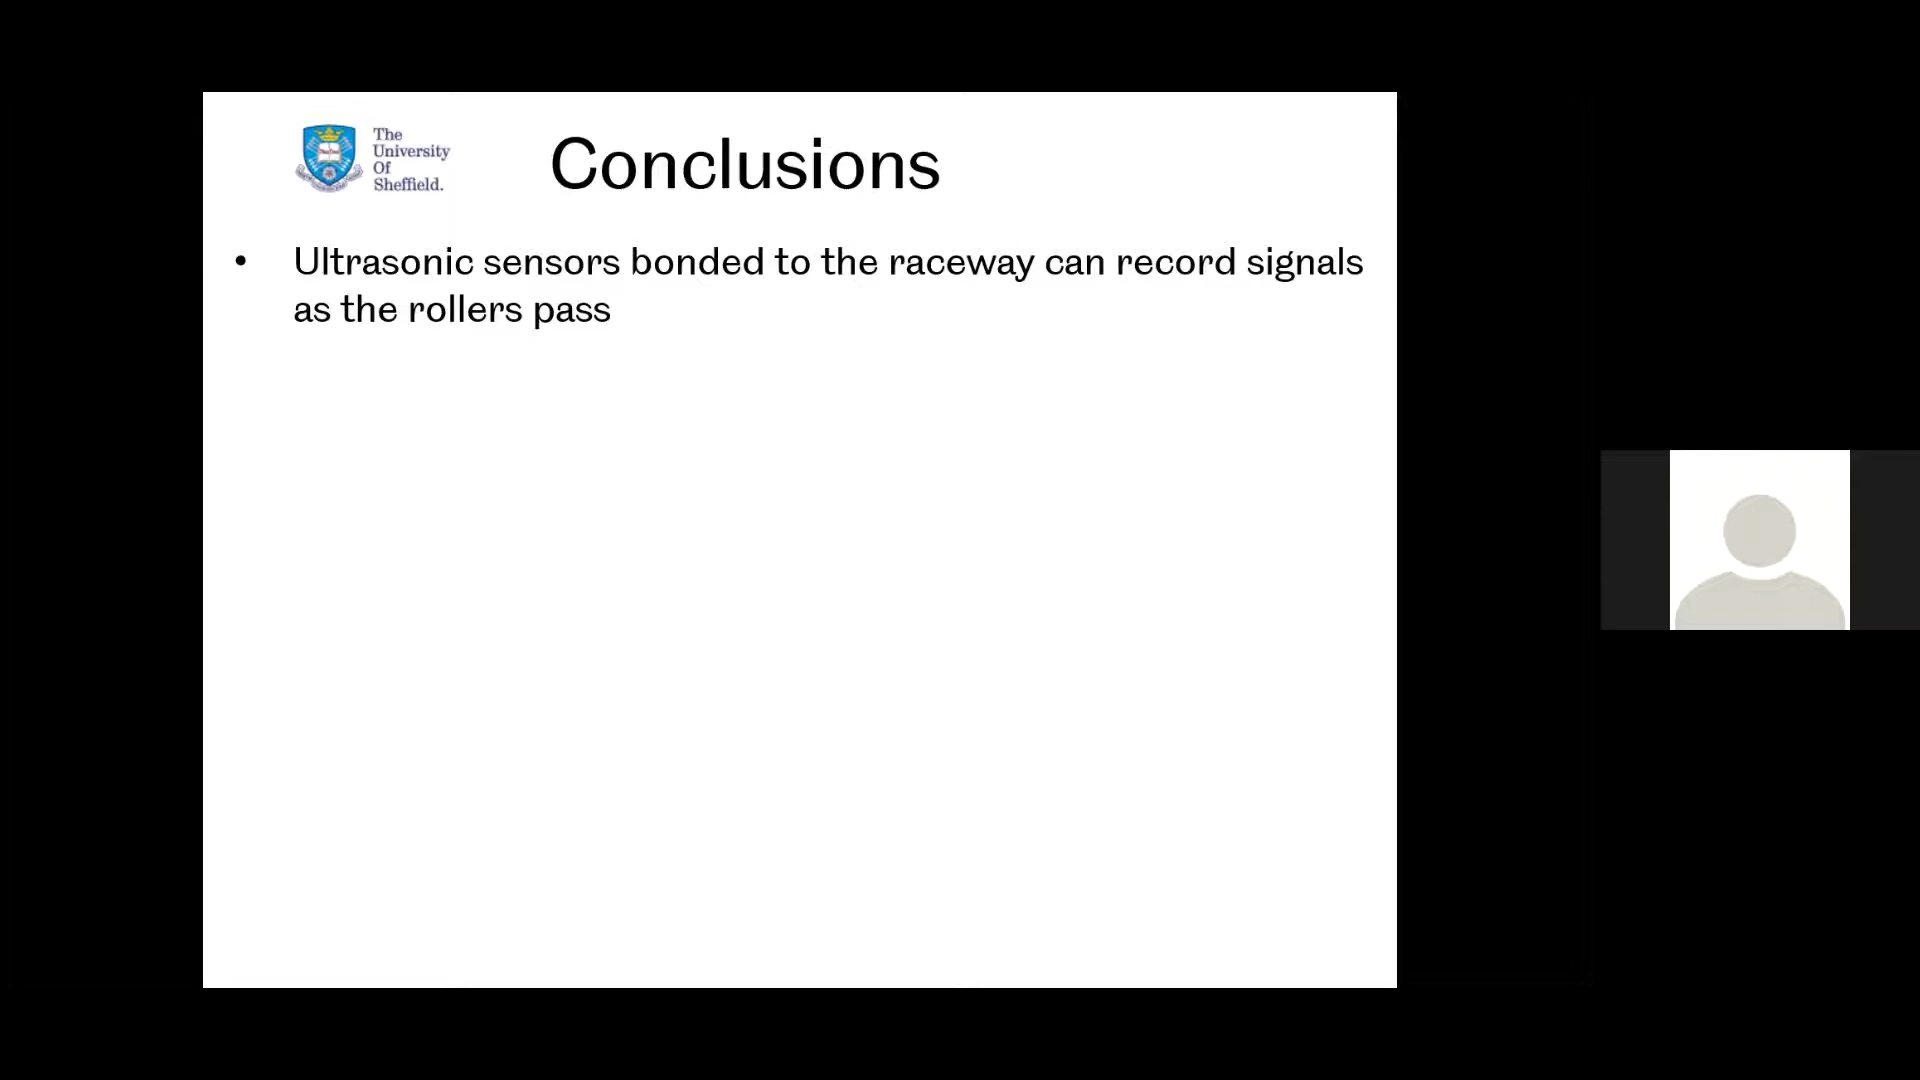 The
University
Of
Sheffield.
Conclusions
• Ultrasonic sensors bonded to the raceway can record signals
as the rollers pass